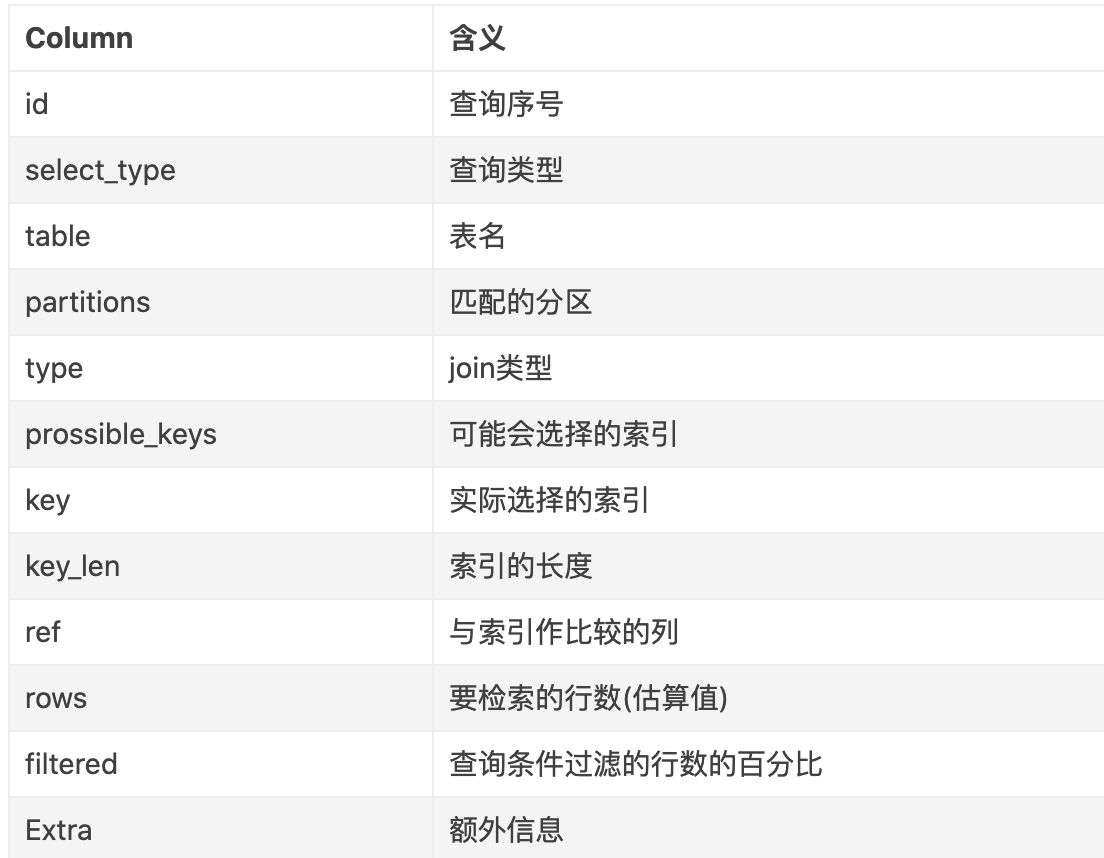 Column 含义
id 查询序号
select_type 查询类型
table 表名
partitions 匹配的分区
type join类型
prossible_keys 可能会选择的索引
key 实际选择的索引
key_len 索引的长度
ref 与索引作比较的列
rows 要检索的行数(估算值)
filtered 查询条件过滤的行数的百分比
Extra 额外信息